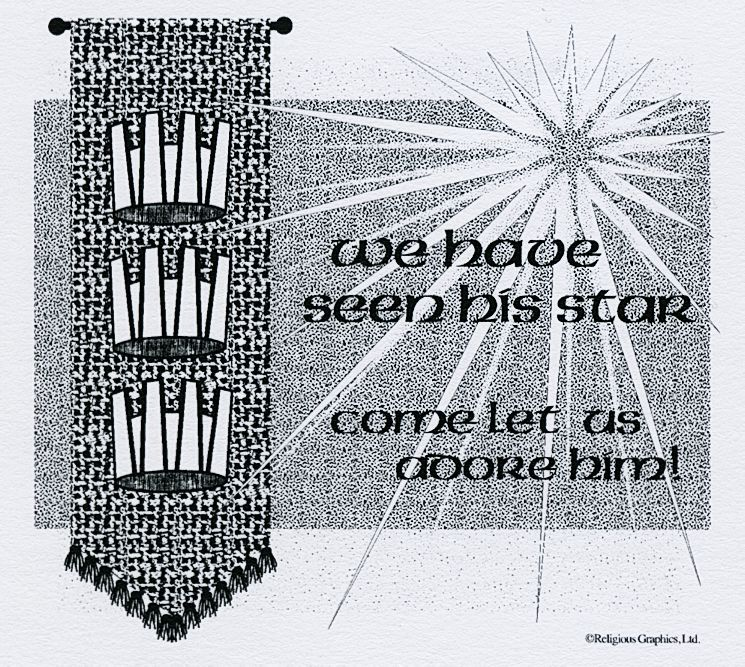 we have
seen his star
come let us
adore him!
©Religious Graphics, Ltd.